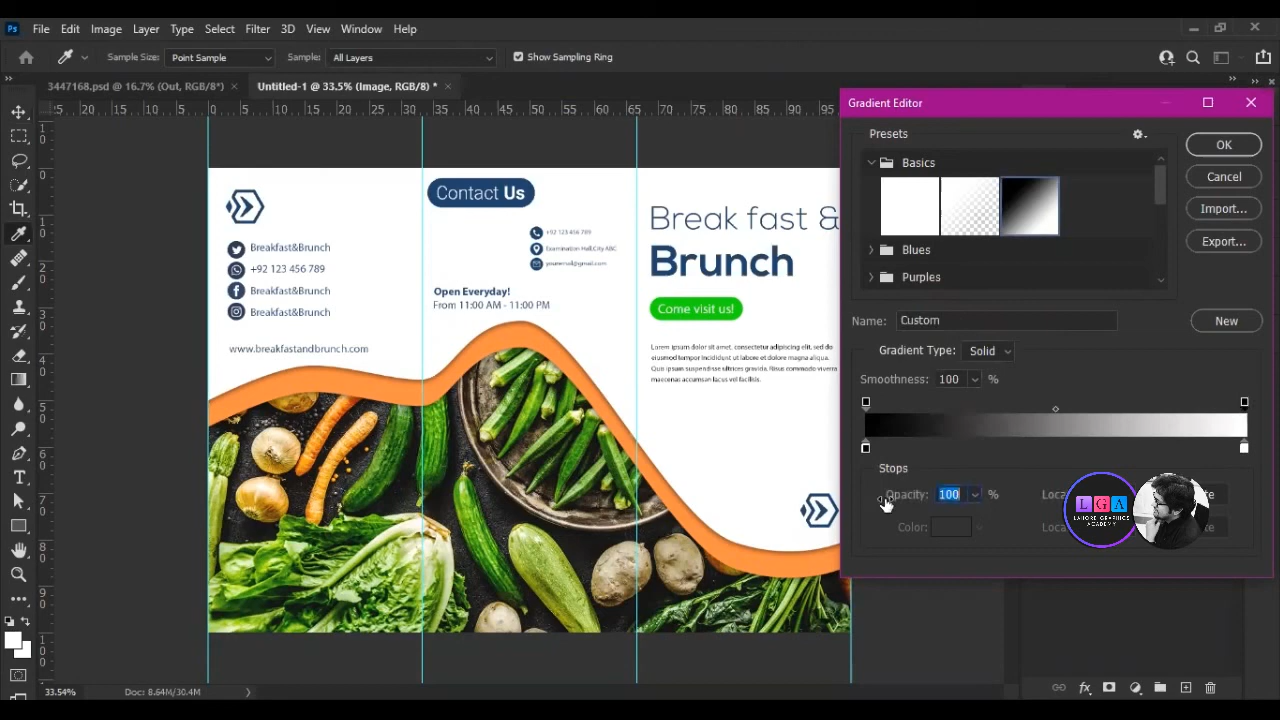 Ps File Edit Image Layer Type Select Filter 3D View Window Help
Sample Size: Point Sample Sample: All Layers Show Sampling Ring
3447168.psd @ 16.7% (Out, RGB/8*) × Untitled-1 @ 33.5% (Image, RGB/8) * ×
Gradient Editor
Presets
Basics
Blues
Purples
OK
Cancel
Import...
Export...
Name: Custom
New
Gradient Type: Solid
Smoothness: 100 %
Stops
Opacity: 100 %
Color:
LGA
LAHORE GRAPHICS
ACADEMY
Breakfast&Brunch
+92 123 456 789
Breakfast&Brunch
Breakfast&Brunch
www.breakfastandbrunch.com
Contact Us
+92 123 456 789
Examination Hall,City ABC
youremail@gmail.com
Open Everyday!
From 11:00 AM - 11:00 PM
Break fast &
Brunch
Come visit us!
Lorem ipsum dolor sit amet, consectetur adipiscing elit, sed do
eiusmod tempor incididunt ut labore et dolore magna aliqua.
Quis ipsum suspendisse ultrices gravida. Risus commodo viverra
maecenas accumsan lacus vel facilisis.
33.54% Doc: 8.64M/30.4M